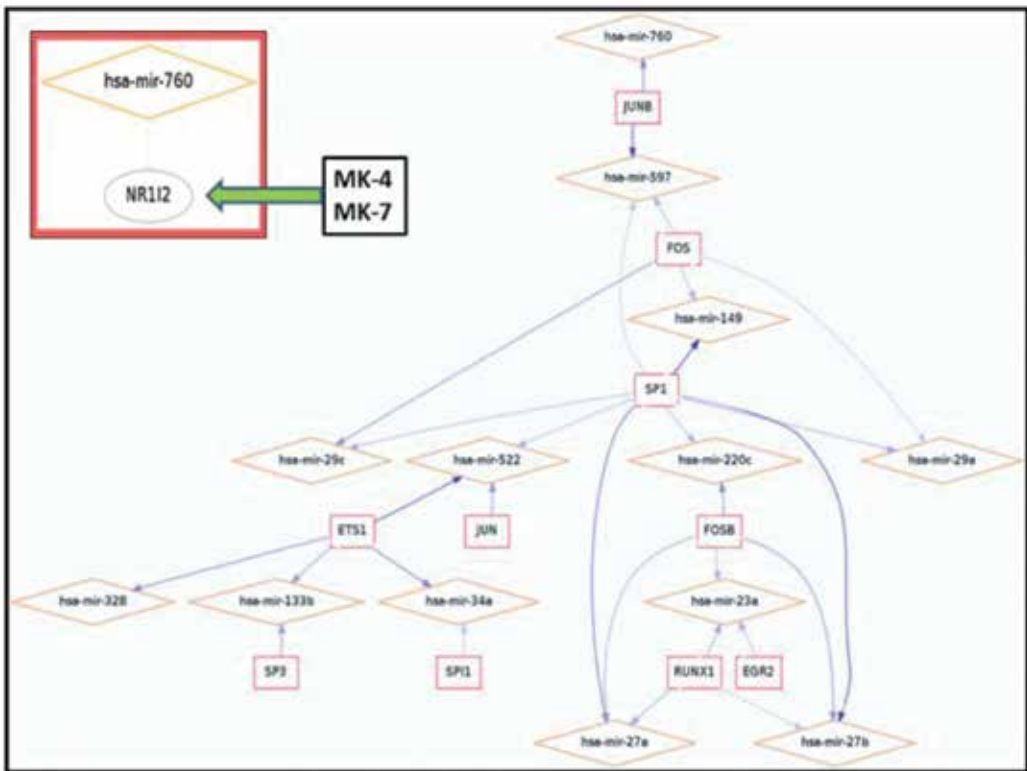 hsa-mir-760
NR1I2
MK-4
MK-7
hsa-mir-760
JUNB
hsa-mir-597
FOS
hsa-mir-149
SP1
hsa-mir-29c
hsa-mir-522
hsa-mir-220c
hsa-mir-29a
ETS1
JUN
FOSB
hsa-mir-328
hsa-mir-133b
hsa-mir-34a
hsa-mir-23a
SP3
SPI1
RUNX1
EGR2
hsa-mir-27a
hsa-mir-27b